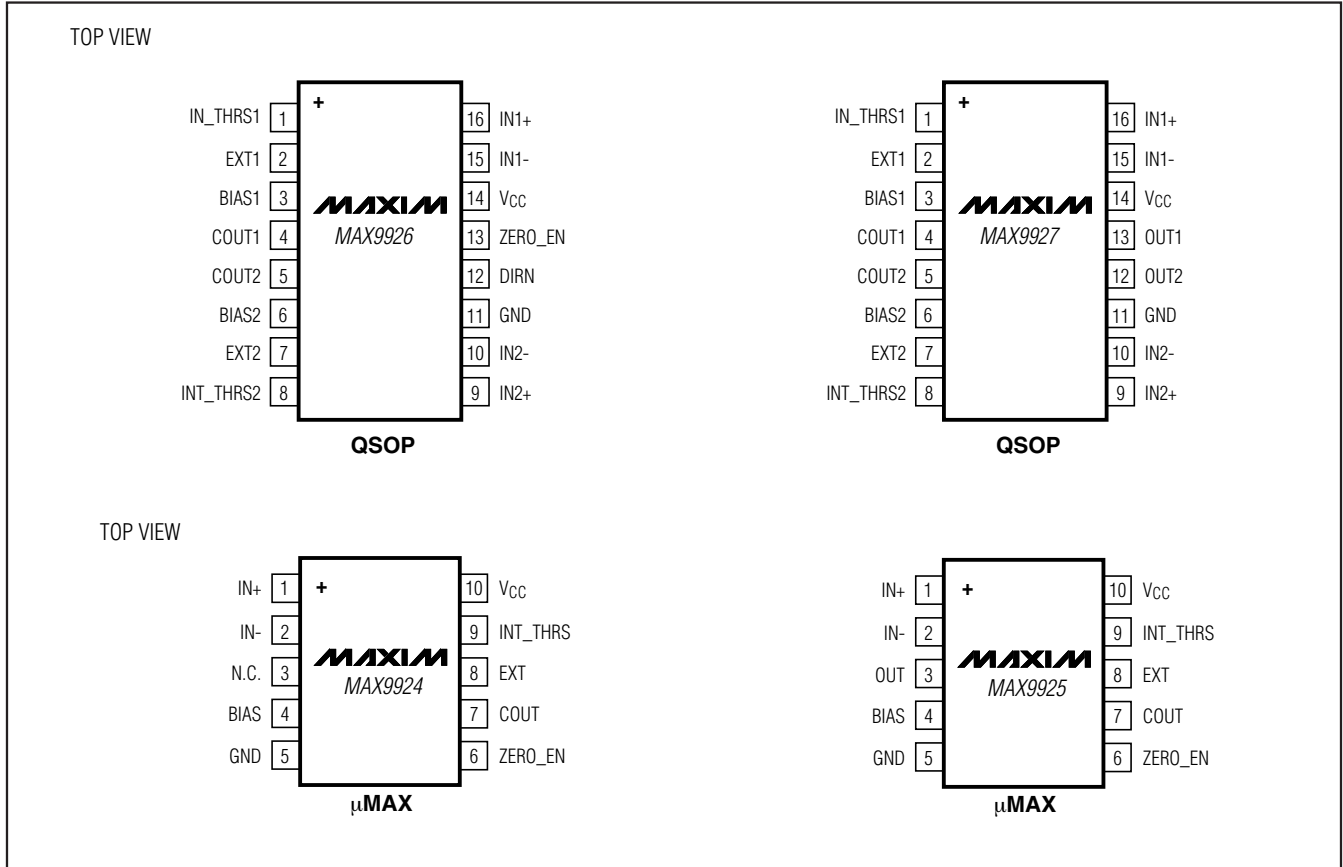 TOP VIEW
+
MAXIM
MAX9926
IN_THRS1 1
EXT1 2
BIAS1 3
COUT1 4
COUT2 5
BIAS2 6
EXT2 7
INT_THRS2 8
16 IN1+
15 IN1-
14 VCC
13 ZERO_EN
12 DIRN
11 GND
10 IN2-
9 IN2+
QSOP
+
MAXIM
MAX9927
IN_THRS1 1
EXT1 2
BIAS1 3
COUT1 4
COUT2 5
BIAS2 6
EXT2 7
INT_THRS2 8
16 IN1+
15 IN1-
14 VCC
13 OUT1
12 OUT2
11 GND
10 IN2-
9 IN2+
QSOP
TOP VIEW
+
MAXIM
MAX9924
IN+ 1
IN- 2
N.C. 3
BIAS 4
GND 5
10 VCC
9 INT_THRS
8 EXT
7 COUT
6 ZERO_EN
μMAX
+
MAXIM
MAX9925
IN+ 1
IN- 2
OUT 3
BIAS 4
GND 5
10 VCC
9 INT_THRS
8 EXT
7 COUT
6 ZERO_EN
μMAX